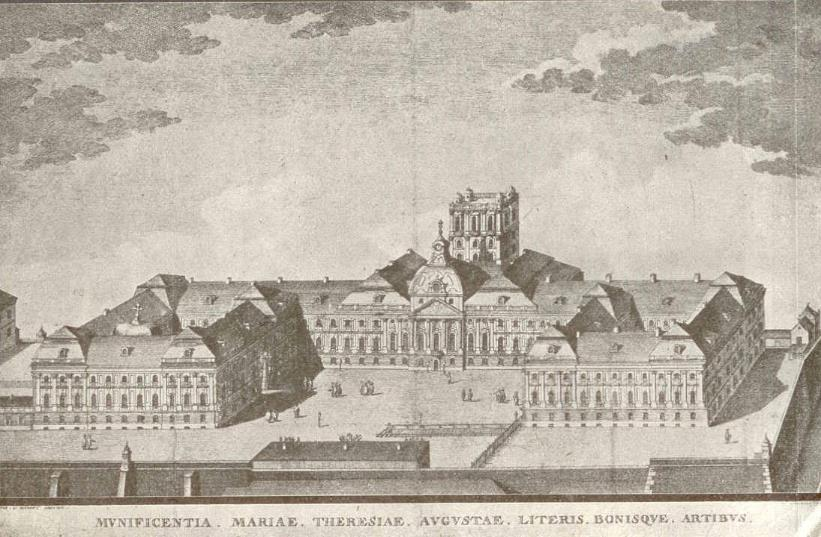 MVNIFICENTIA . MARIAE . THERESIAE . AVGVSTAE . LITERIS . BONISQVE . ARTIBVS .